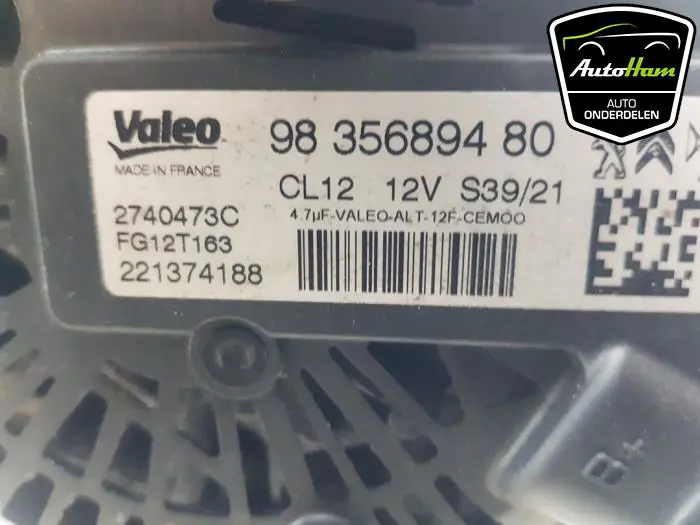 AutoHam
AUTO
ONDERDELEN
Valeo
MADE IN FRANCE
98 356894 80
CL12 12V S39/21
4.7µF-VALEO-ALT-12F-CEMOO
2740473C
FG12T163
221374188
B+